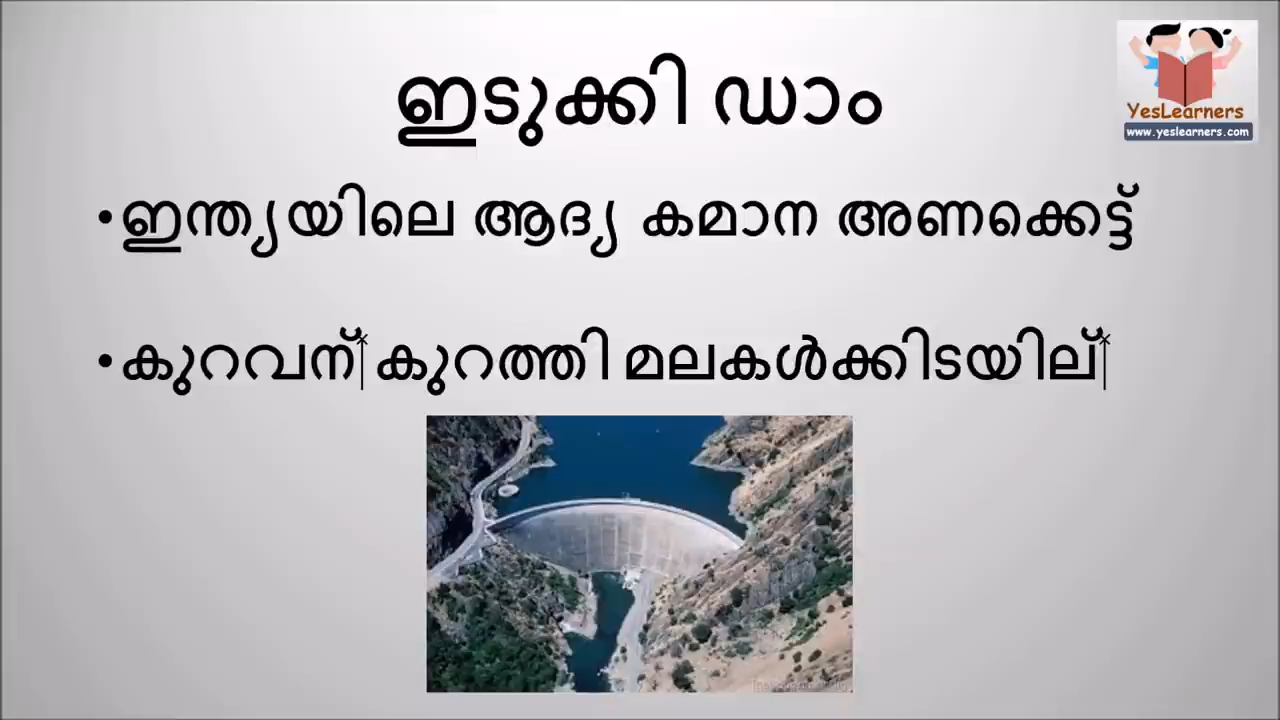 ഇടുക്കി ഡാം
YesLearners
www.yeslearners.com
•ഇന്ത്യയിലെ ആദ്യ കമാന അണക്കെട്ട്
•കുറവന്‍ കുറത്തി മലകൾക്കിടയില്‍